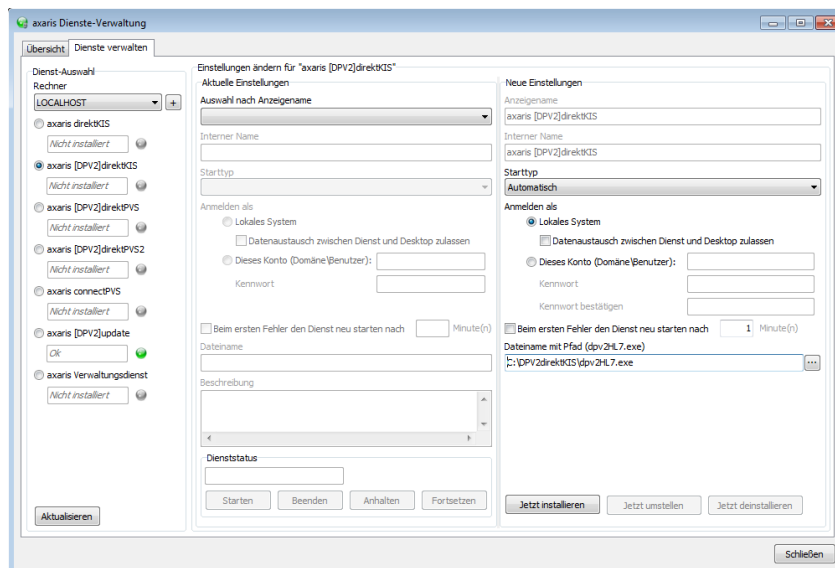 axaris Dienste-Verwaltung
Übersicht
Dienste verwalten
Dienst-Auswahl
Rechner
LOCALHOST
+
axaris direktKIS
Nicht installiert
axaris [DPV2]direktKIS
Nicht installiert
axaris [DPV2]direktPVS
Nicht installiert
axaris [DPV2]direktPVS2
Nicht installiert
axaris connectPVS
Nicht installiert
axaris [DPV2]update
Ok
axaris Verwaltungsdienst
Nicht installiert
Aktualisieren
Einstellungen ändern für "axaris [DPV2]direktKIS"
Aktuelle Einstellungen
Auswahl nach Anzeigename
Interner Name
Starttyp
Anmelden als
Lokales System
Datenaustausch zwischen Dienst und Desktop zulassen
Dieses Konto (Domäne\Benutzer):
Kennwort
Beim ersten Fehler den Dienst neu starten nach
Minute(n)
Dateiname
Beschreibung
Dienststatus
Starten
Beenden
Anhalten
Fortsetzen
Neue Einstellungen
Anzeigename
axaris [DPV2]direktKIS
Interner Name
axaris [DPV2]direktKIS
Starttyp
Automatisch
Anmelden als
Lokales System
Datenaustausch zwischen Dienst und Desktop zulassen
Dieses Konto (Domäne\Benutzer):
Kennwort
Kennwort bestätigen
Beim ersten Fehler den Dienst neu starten nach 1 Minute(n)
Dateiname mit Pfad (dpv2HL7.exe)
C:\DPV2direktKIS\dpv2HL7.exe
...
Jetzt installieren
Jetzt umstellen
Jetzt deinstallieren
Schließen